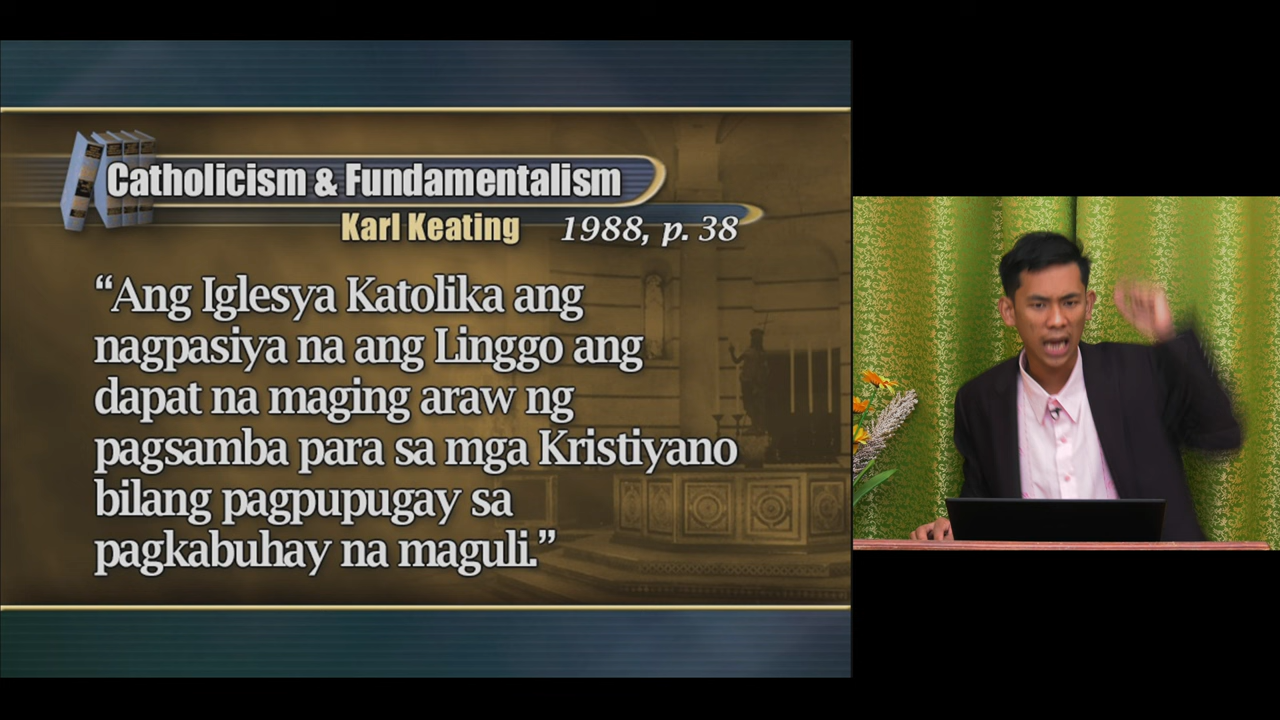 Catholicism & Fundamentalism
Karl Keating 1988, p. 38
“Ang Iglesya Katolika ang
nagpasiya na ang Linggo ang
dapat na maging araw ng
pagsamba para sa mga Kristiyano
bilang pagpupugay sa
pagkabuhay na maguli.”